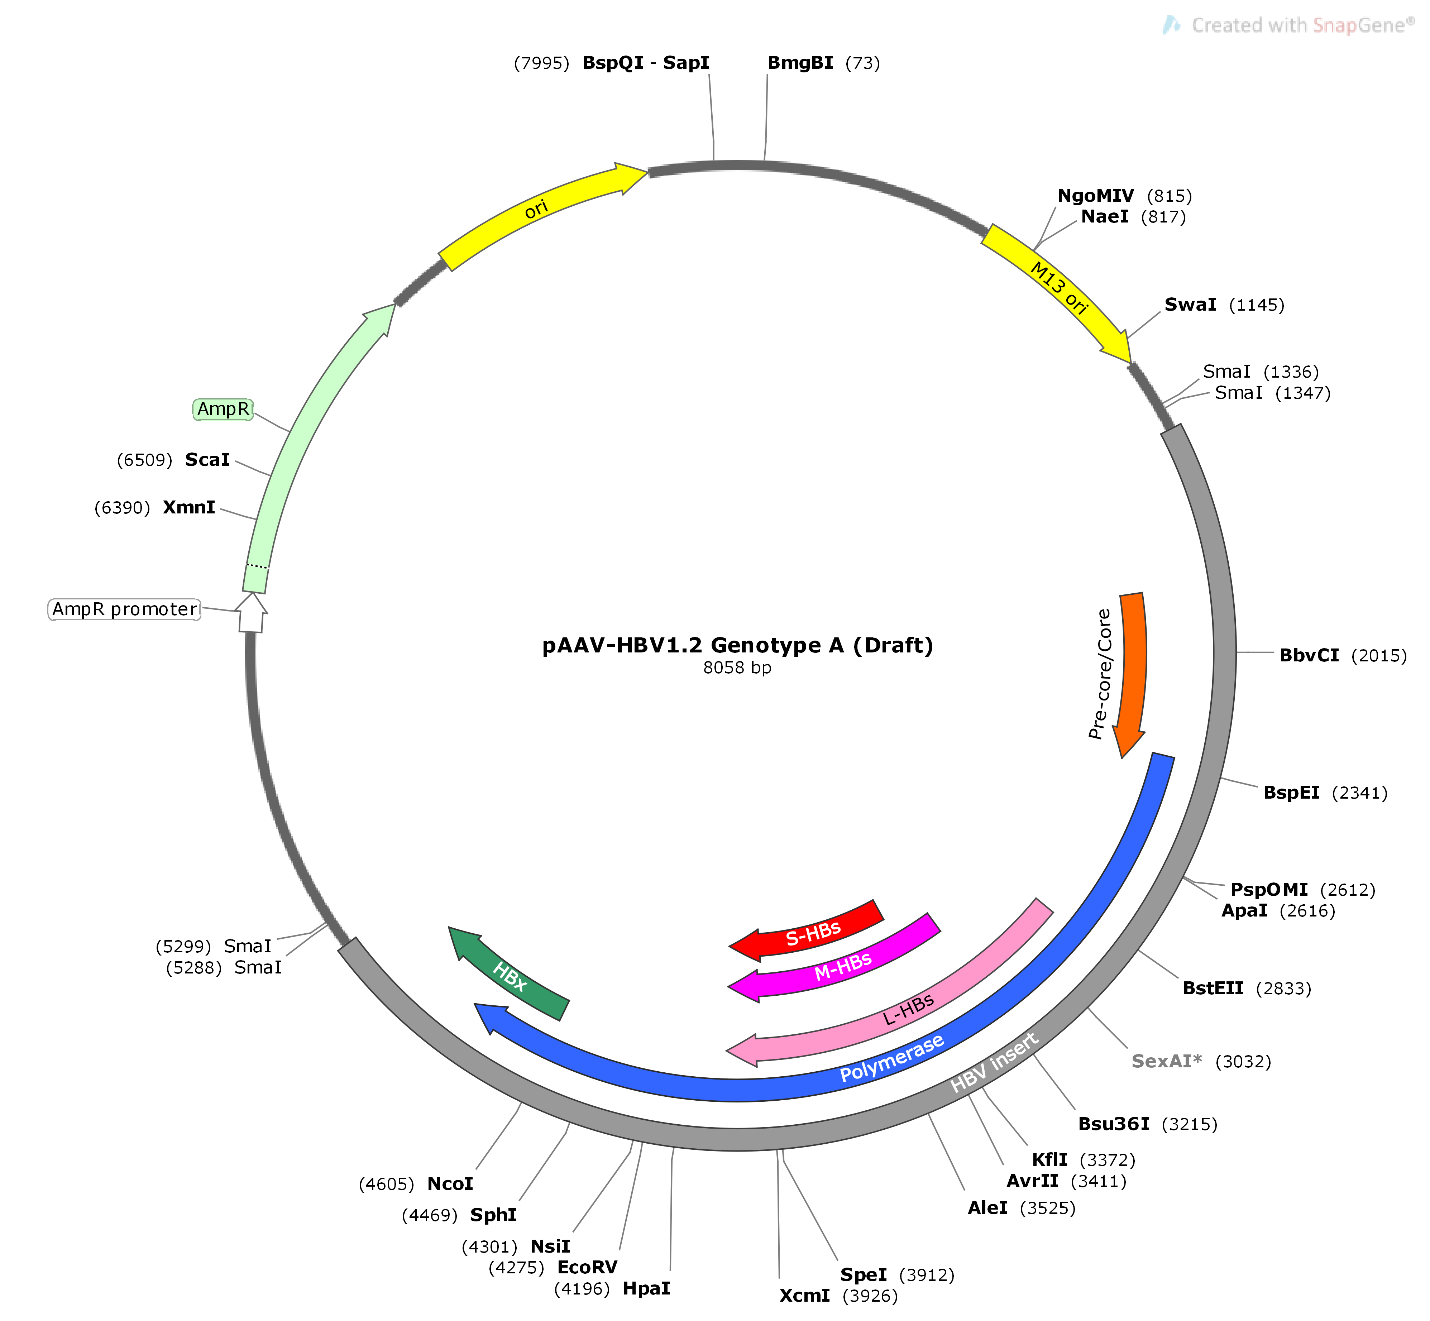 Created with SnapGene®
(7995) BspQI - SapI
BmgBI (73)
NgoMIV (815)
NaeI (817)
ori
M13 ori
SwaI (1145)
SmaI (1336)
SmaI (1347)
AmpR
(6509) ScaI
(6390) XmnI
AmpR promoter
pAAV-HBV1.2 Genotype A (Draft)
8058 bp
Pre-core/Core
BbvCI (2015)
BspEI (2341)
PspOMI (2612)
ApaI (2616)
S-HBs
M-HBs
L-HBs
HBx
Polymerase
HBV insert
(5299) SmaI
(5288) SmaI
BstEII (2833)
SexAI* (3032)
Bsu36I (3215)
KflI (3372)
AvrII (3411)
AleI (3525)
(4605) NcoI
(4469) SphI
(4301) NsiI
(4275) EcoRV
(4196) HpaI
SpeI (3912)
XcmI (3926)